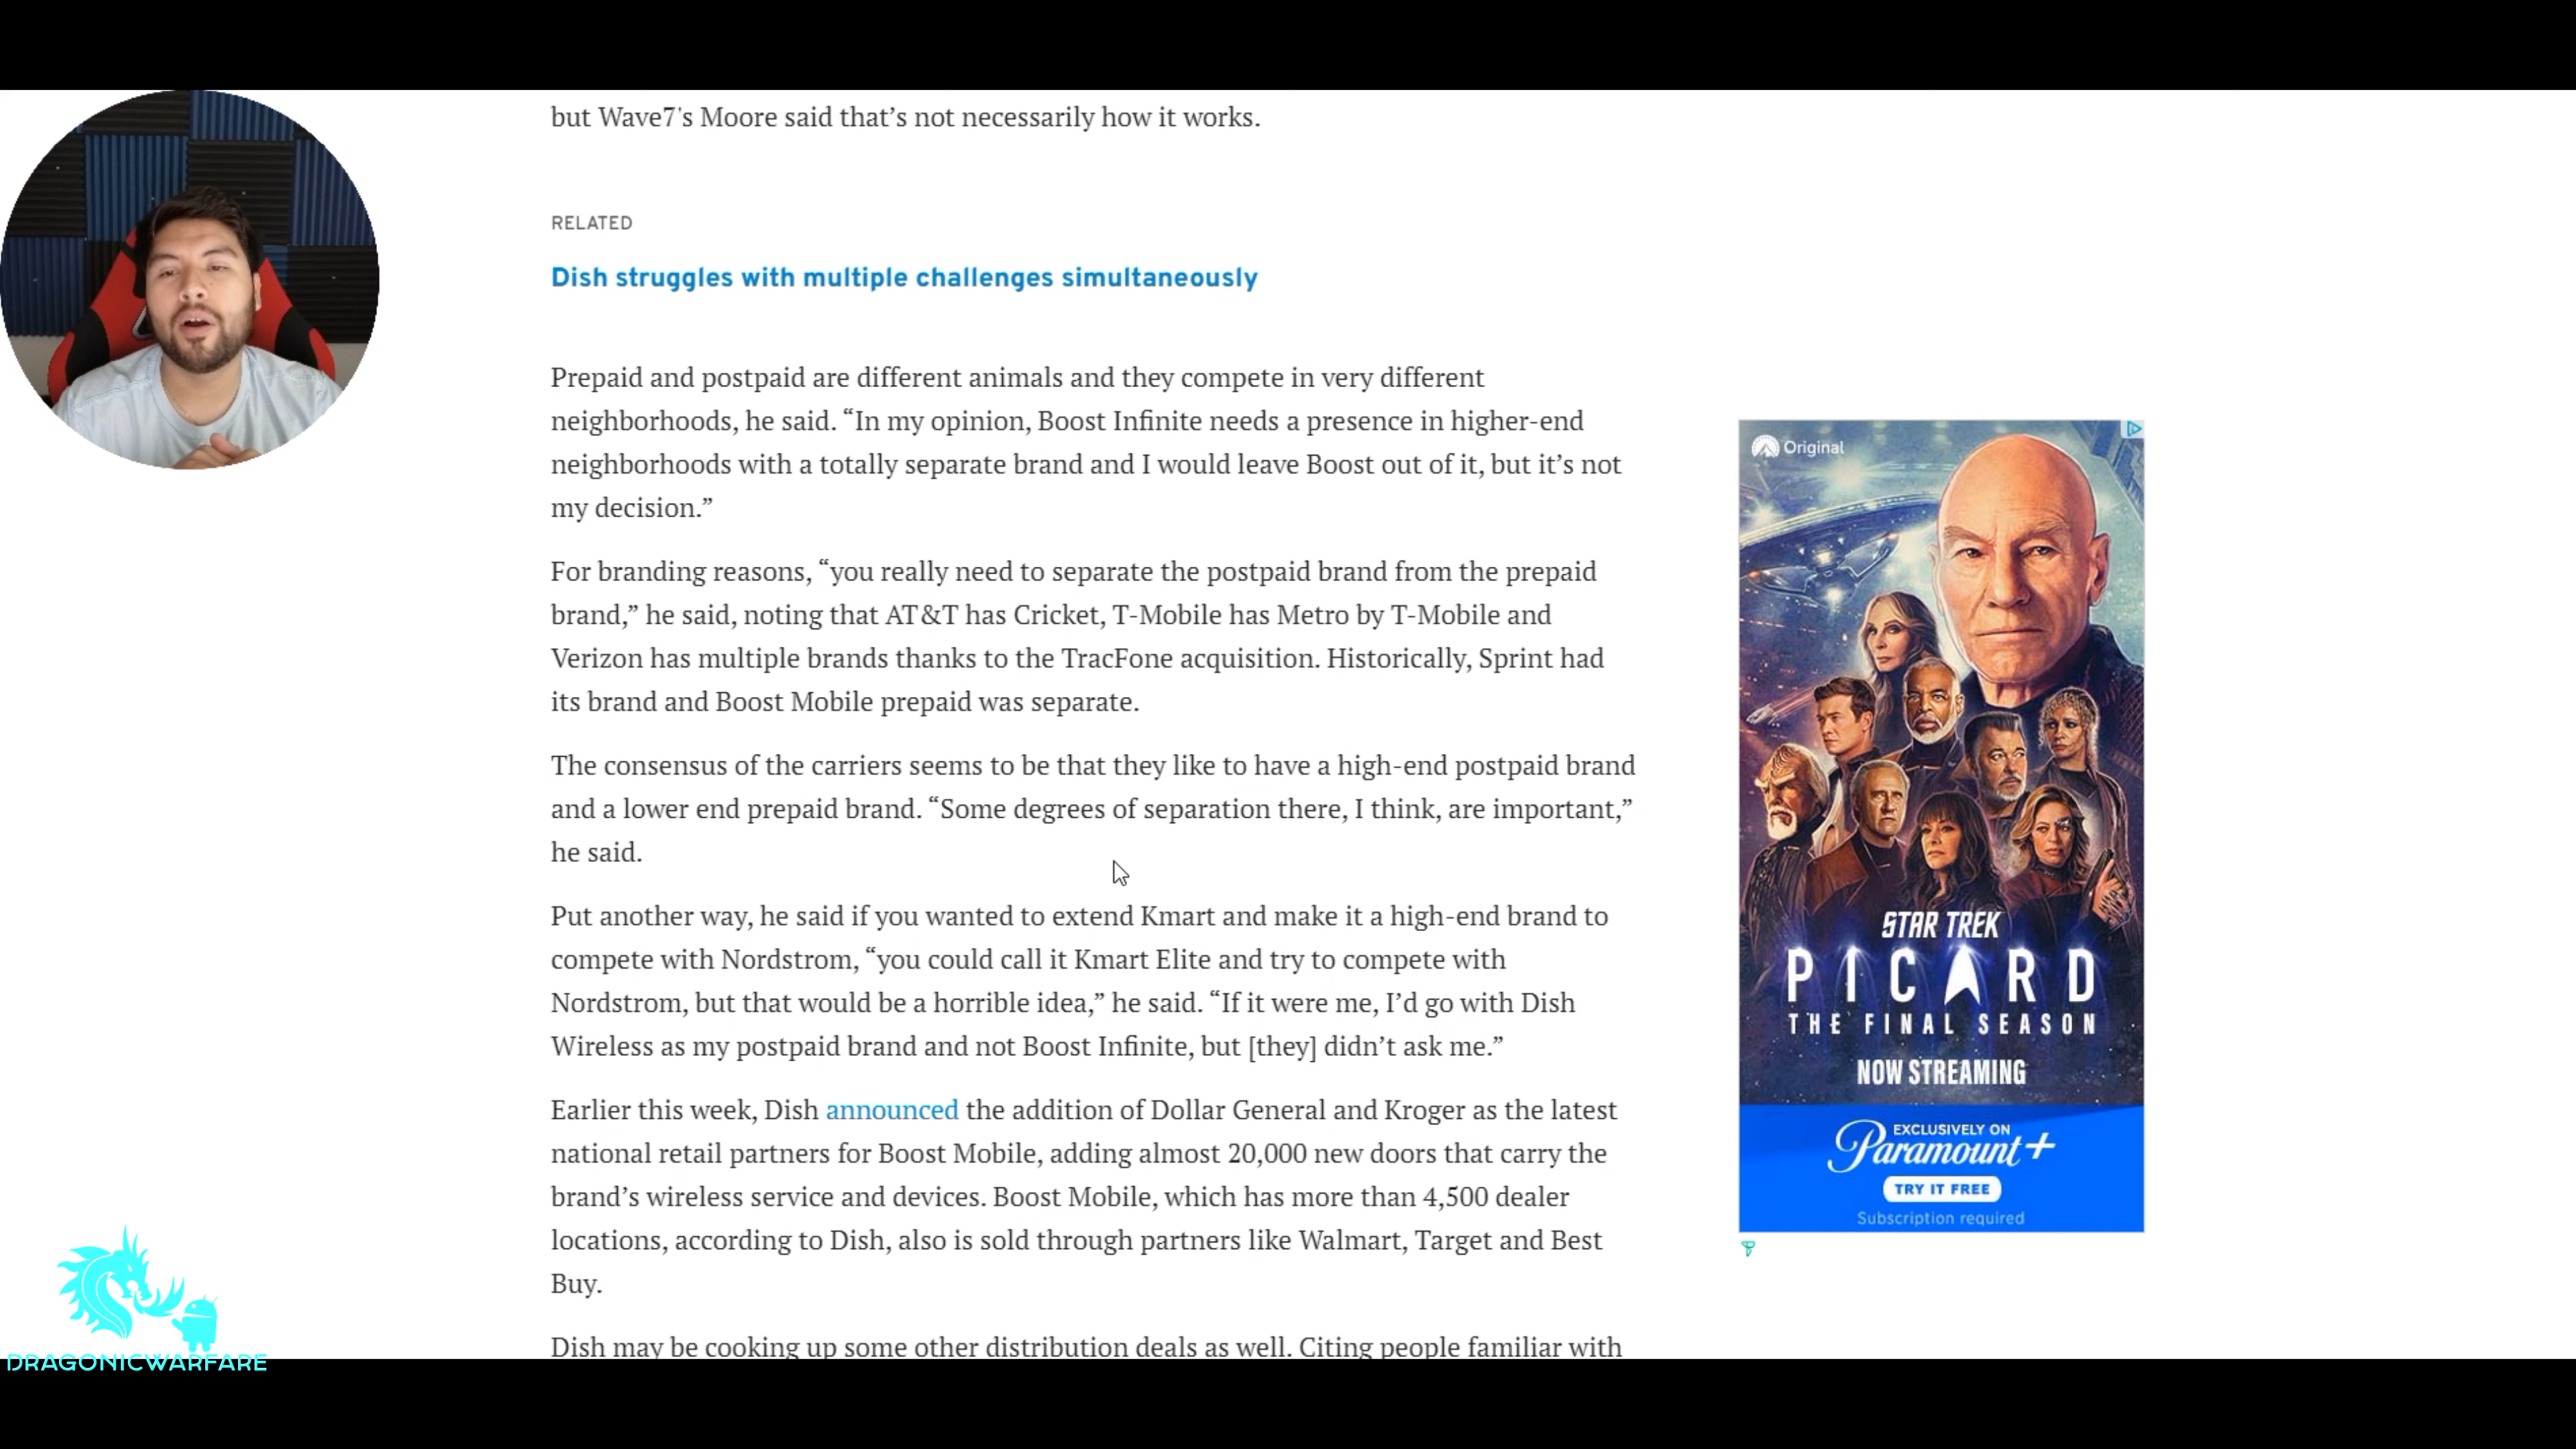 but Wave7's Moore said that’s not necessarily how it works.
RELATED
Dish struggles with multiple challenges simultaneously
Prepaid and postpaid are different animals and they compete in very different
neighborhoods, he said. “In my opinion, Boost Infinite needs a presence in higher-end
neighborhoods with a totally separate brand and I would leave Boost out of it, but it’s not
my decision.”
For branding reasons, “you really need to separate the postpaid brand from the prepaid
brand,” he said, noting that AT&T has Cricket, T-Mobile has Metro by T-Mobile and
Verizon has multiple brands thanks to the TracFone acquisition. Historically, Sprint had
its brand and Boost Mobile prepaid was separate.
The consensus of the carriers seems to be that they like to have a high-end postpaid brand
and a lower end prepaid brand. “Some degrees of separation there, I think, are important,”
he said.
Put another way, he said if you wanted to extend Kmart and make it a high-end brand to
compete with Nordstrom, “you could call it Kmart Elite and try to compete with
Nordstrom, but that would be a horrible idea,” he said. “If it were me, I’d go with Dish
Wireless as my postpaid brand and not Boost Infinite, but [they] didn’t ask me.”
Earlier this week, Dish announced the addition of Dollar General and Kroger as the latest
national retail partners for Boost Mobile, adding almost 20,000 new doors that carry the
brand’s wireless service and devices. Boost Mobile, which has more than 4,500 dealer
locations, according to Dish, also is sold through partners like Walmart, Target and Best
Buy.
Dish may be cooking up some other distribution deals as well. Citing people familiar with
Original
STAR TREK
PICARD
THE FINAL SEASON
NOW STREAMING
EXCLUSIVELY ON
Paramount+
TRY IT FREE
Subscription required
DRAGONICWARFARE